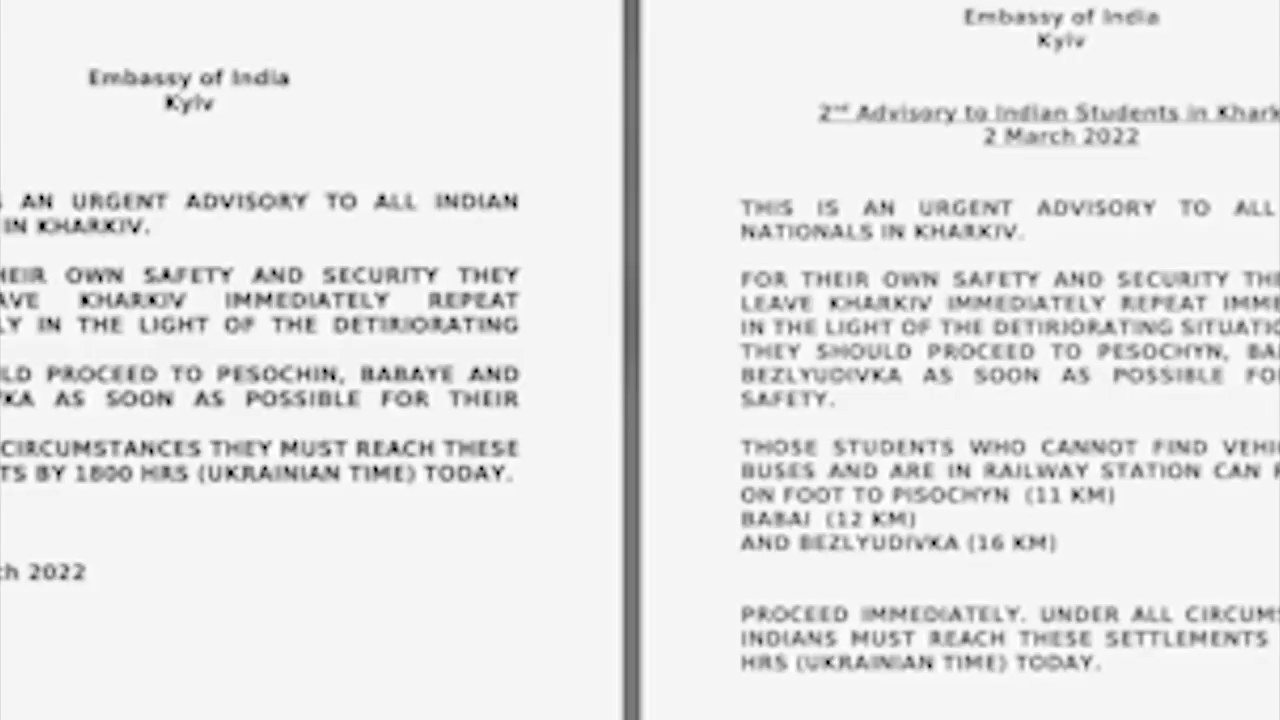 Embassy of India
Kyiv
AN URGENT ADVISORY TO ALL INDIAN
IN KHARKIV.
HEIR OWN SAFETY AND SECURITY THEY
AVE KHARKIV IMMEDIATELY REPEAT
LY IN THE LIGHT OF THE DETIRIORATING
LD PROCEED TO PESOCHIN, BABAYE AND
KA AS SOON AS POSSIBLE FOR THEIR
CIRCUMSTANCES THEY MUST REACH THESE
TS BY 1800 HRS (UKRAINIAN TIME) TODAY.
ch 2022
Embassy of India
Kyiv
2nd Advisory to Indian Students in Khark
2 March 2022
THIS IS AN URGENT ADVISORY TO ALL
NATIONALS IN KHARKIV.
FOR THEIR OWN SAFETY AND SECURITY THE
LEAVE KHARKIV IMMEDIATELY REPEAT IMME
IN THE LIGHT OF THE DETIRIORATING SITUATIO
THEY SHOULD PROCEED TO PESOCHYN, BA
BEZLYUDIVKA AS SOON AS POSSIBLE FO
SAFETY.
THOSE STUDENTS WHO CANNOT FIND VEHI
BUSES AND ARE IN RAILWAY STATION CAN
ON FOOT TO PISOCHYN (11 KM)
BABAI (12 KM)
AND BEZLYUDIVKA (16 KM)
PROCEED IMMEDIATELY. UNDER ALL CIRCUMS
INDIANS MUST REACH THESE SETTLEMENTS
HRS (UKRAINIAN TIME) TODAY.